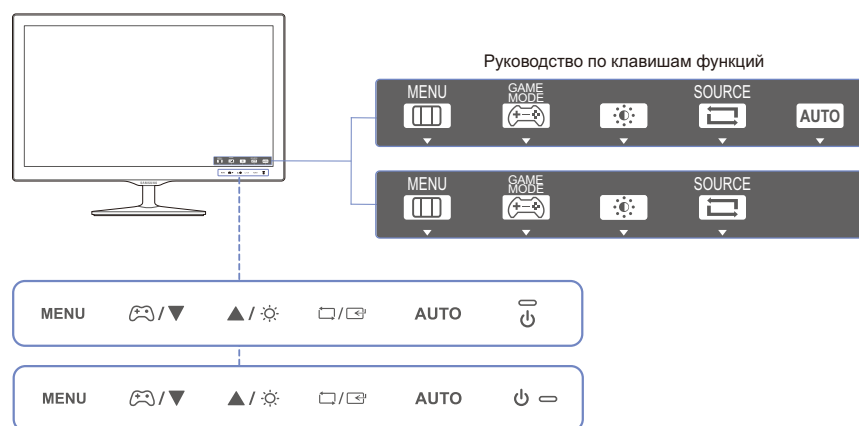 Руководство по клавишам функций
MENU GAME MODE SOURCE AUTO
MENU GAME MODE SOURCE
MENU / / / AUTO
MENU / / / AUTO